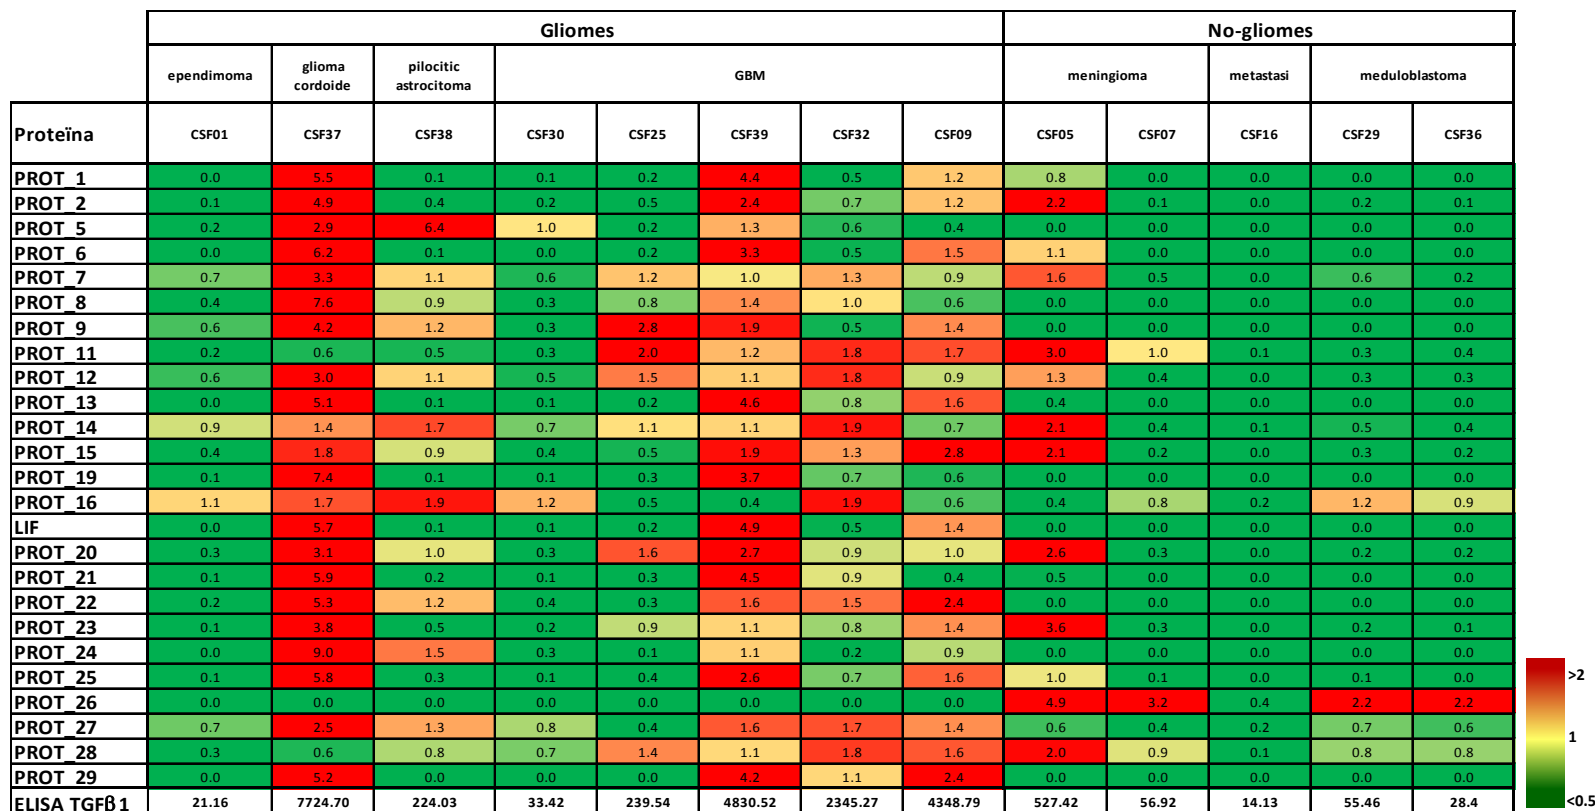 Gliomes No-gliomes
ependimoma glioma cordoide pilocitic astrocitoma GBM meningioma metastasi meduloblastoma
Proteïna CSF01 CSF37 CSF38 CSF30 CSF25 CSF39 CSF32 CSF09 CSF05 CSF07 CSF16 CSF29 CSF36
PROT_1 0.0 5.5 0.1 0.1 0.2 4.4 0.5 1.2 0.8 0.0 0.0 0.0 0.0
PROT_2 0.1 4.9 0.4 0.2 0.5 2.4 0.7 1.2 2.2 0.1 0.0 0.2 0.1
PROT_5 0.2 2.9 6.4 1.0 0.2 1.3 0.6 0.4 0.0 0.0 0.0 0.0 0.0
PROT_6 0.0 6.2 0.1 0.0 0.2 3.3 0.5 1.5 1.1 0.0 0.0 0.0 0.0
PROT_7 0.7 3.3 1.1 0.6 1.2 1.0 1.3 0.9 1.6 0.5 0.0 0.6 0.2
PROT_8 0.4 7.6 0.9 0.3 0.8 1.4 1.0 0.6 0.0 0.0 0.0 0.0 0.0
PROT_9 0.6 4.2 1.2 0.3 2.8 1.9 0.5 1.4 0.0 0.0 0.0 0.0 0.0
PROT_11 0.2 0.6 0.5 0.3 2.0 1.2 1.8 1.7 3.0 1.0 0.1 0.3 0.4
PROT_12 0.6 3.0 1.1 0.5 1.5 1.1 1.8 0.9 1.3 0.4 0.0 0.3 0.3
PROT_13 0.0 5.1 0.1 0.1 0.2 4.6 0.8 1.6 0.4 0.0 0.0 0.0 0.0
PROT_14 0.9 1.4 1.7 0.7 1.1 1.1 1.9 0.7 2.1 0.4 0.1 0.5 0.4
PROT_15 0.4 1.8 0.9 0.4 0.5 1.9 1.3 2.8 2.1 0.2 0.0 0.3 0.2
PROT_19 0.1 7.4 0.1 0.1 0.3 3.7 0.7 0.6 0.0 0.0 0.0 0.0 0.0
PROT_16 1.1 1.7 1.9 1.2 0.5 0.4 1.9 0.6 0.4 0.8 0.2 1.2 0.9
LIF 0.0 5.7 0.1 0.1 0.2 4.9 0.5 1.4 0.0 0.0 0.0 0.0 0.0
PROT_20 0.3 3.1 1.0 0.3 1.6 2.7 0.9 1.0 2.6 0.3 0.0 0.2 0.2
PROT_21 0.1 5.9 0.2 0.1 0.3 4.5 0.9 0.4 0.5 0.0 0.0 0.0 0.0
PROT_22 0.2 5.3 1.2 0.4 0.3 1.6 1.5 2.4 0.0 0.0 0.0 0.0 0.0
PROT_23 0.1 3.8 0.5 0.2 0.9 1.1 0.8 1.4 3.6 0.3 0.0 0.2 0.1
PROT_24 0.0 9.0 1.5 0.3 0.1 1.1 0.2 0.9 0.0 0.0 0.0 0.0 0.0
PROT_25 0.1 5.8 0.3 0.1 0.4 2.6 0.7 1.6 1.0 0.1 0.0 0.1 0.0
PROT_26 0.0 0.0 0.0 0.0 0.0 0.0 0.0 0.0 4.9 3.2 0.4 2.2 2.2
PROT_27 0.7 2.5 1.3 0.8 0.4 1.6 1.7 1.4 0.6 0.4 0.2 0.7 0.6
PROT_28 0.3 0.6 0.8 0.7 1.4 1.1 1.8 1.6 2.0 0.9 0.1 0.8 0.8
PROT_29 0.0 5.2 0.0 0.0 0.0 4.2 1.1 2.4 0.0 0.0 0.0 0.0 0.0
ELISA TGFβ1 21.16 7724.70 224.03 33.42 239.54 4830.52 2345.27 4348.79 527.42 56.92 14.13 55.46 28.4
>2
1
<0.5